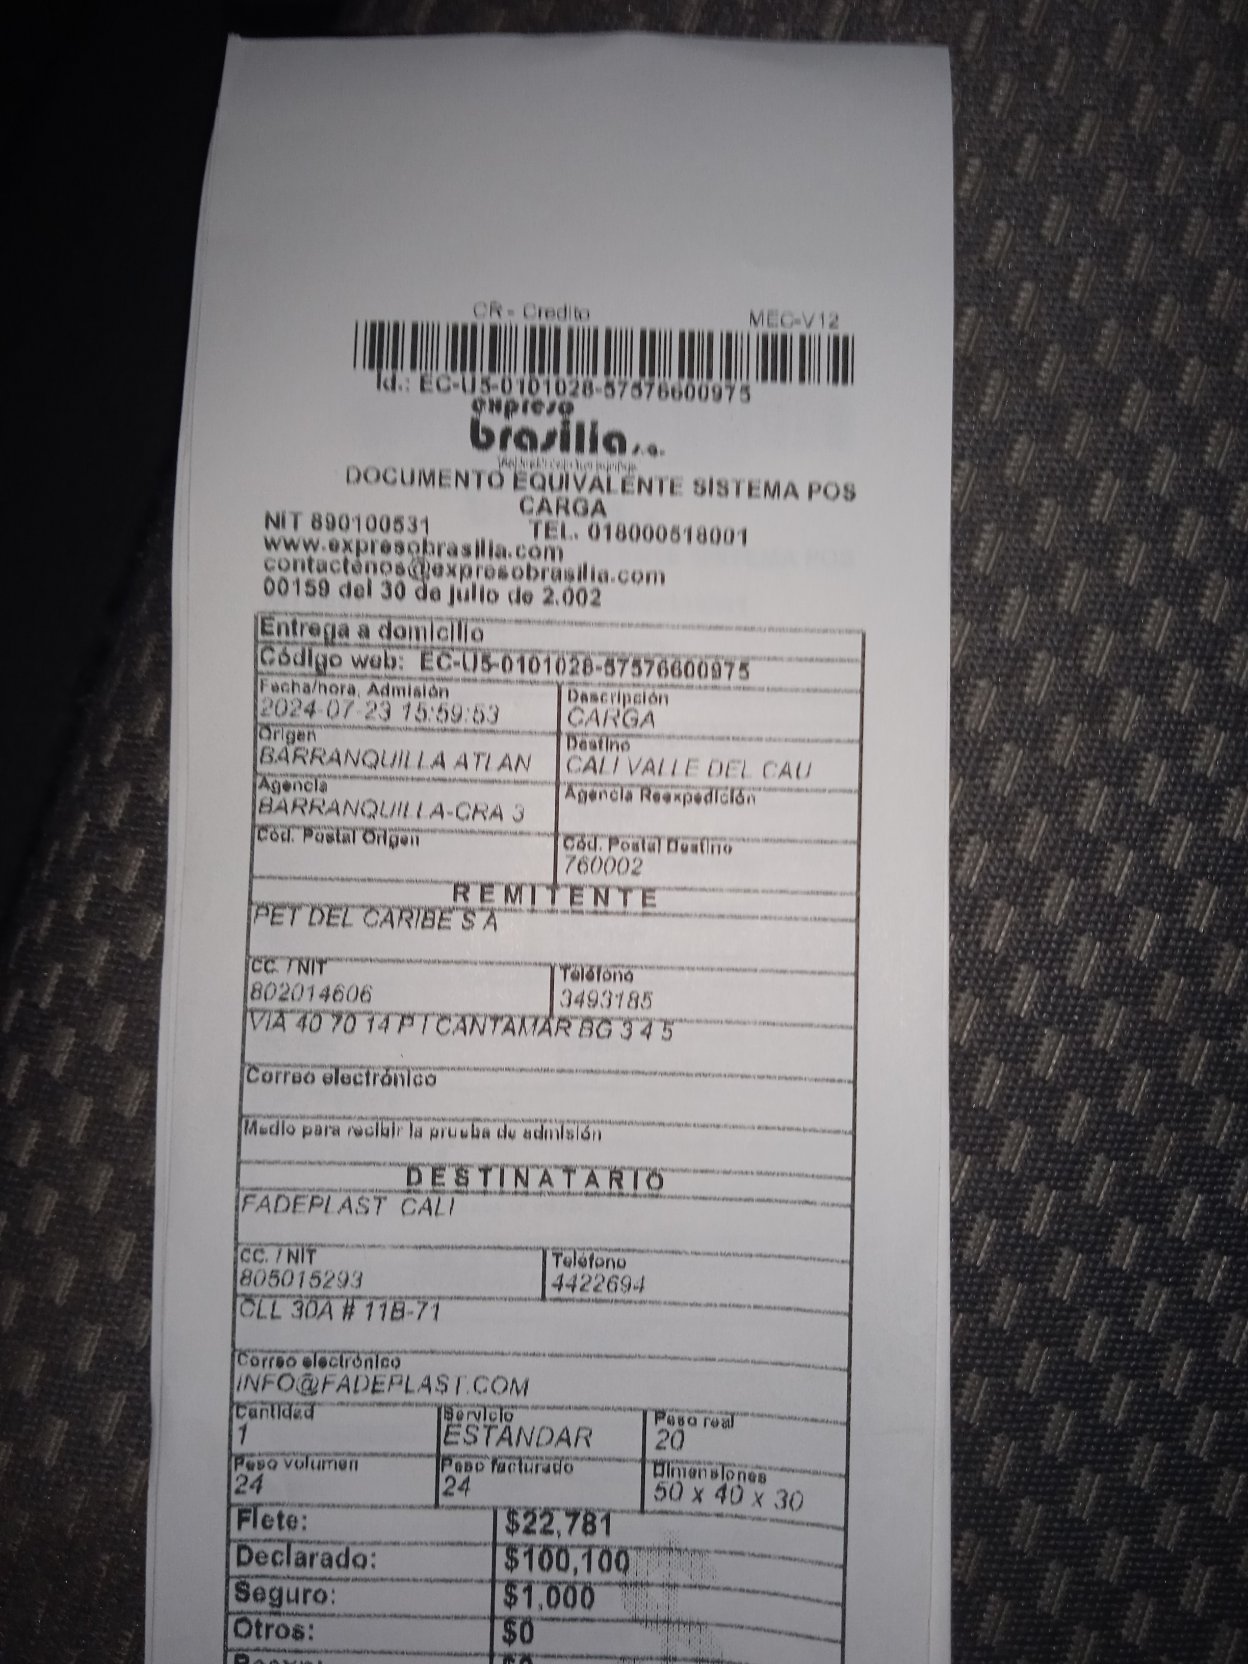 CR - Credito MEC-V12
Id.: EC-U5-0101028-57576600975
expreso
brasilia s.a.
DOCUMENTO EQUIVALENTE SISTEMA POS
CARGA
NIT 890100531 TEL. 018000518001
www.expresobrasilia.com
contactenos@expresobrasilia.com
00159 del 30 de julio de 2.002
Entrega a domicilio
Código web: EC-U5-0101028-57576600975
Fecha/hora, Admisión Descripción
2024-07-23 15:59:53 CARGA
Origen Destino
BARRANQUILLA ATLAN CALI VALLE DEL CAU
Agencia Agencia Reexpedición
BARRANQUILLA-CRA 3
Cód. Postal Origen Cód. Postal Destino
760002
REMITENTE
PET DEL CARIBE S A
CC. / NIT Teléfono
802014606 3493185
VIA 40 70 14 P I CANTAMAR BG 3 4 5
Correo electrónico
Medio para recibir la prueba de admisión
DESTINATARIO
FADEPLAST CALI
CC. / NIT Teléfono
805015293 4422694
CLL 30A # 11B-71
Correo electrónico
INFO@FADEPLAST.COM
Cantidad Servicio Peso real
1 ESTANDAR 20
Peso volumen Peso facturado Dimensiones
24 24 50 x 40 x 30
Flete: $22,781
Declarado: $100,100
Seguro: $1,000
Otros: $0
$0